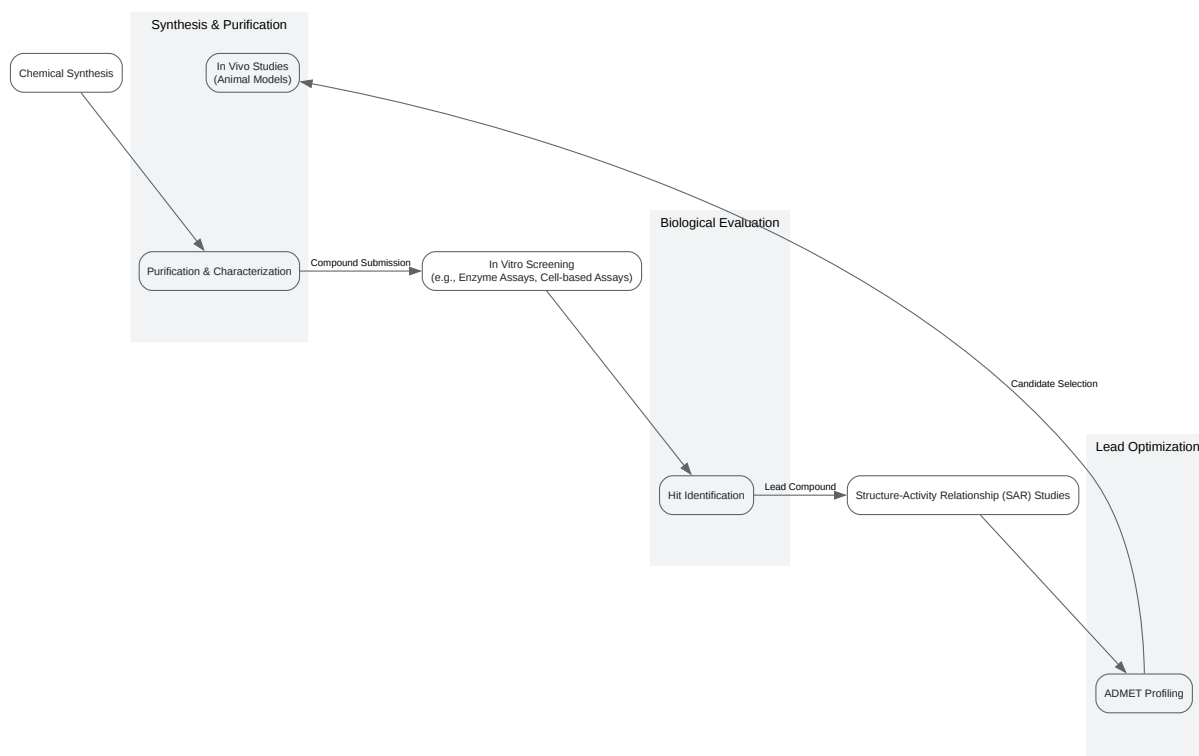 Synthesis & Purification
Chemical Synthesis
In Vivo Studies
(Animal Models)
Biological Evaluation
Purification & Characterization
Compound Submission
In Vitro Screening
(e.g., Enzyme Assays, Cell-based Assays)
Candidate Selection
Lead Optimization
Hit Identification
Lead Compound
Structure-Activity Relationship (SAR) Studies
ADMET Profiling